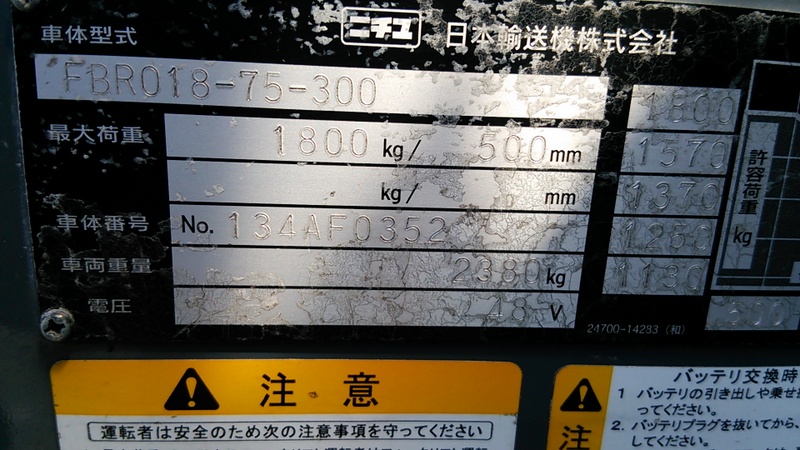 ニチユ 日本輸送機株式会社
車体型式
FBRO18-75-300
最大荷重 1800 kg/ 500mm
kg/ mm
車体番号 No. 134AF0352
車両重量 2380kg
電圧 48 V
1800
1570
1370
1250
1130
許容荷重 kg
24700-14283 (和)
注意
運転者は安全のため次の注意事項を守ってください
バッテリ交換時
1 バッテリの引き出しや乗せ
ってください。
2. バッテリプラグを抜いてから、
してください。
注